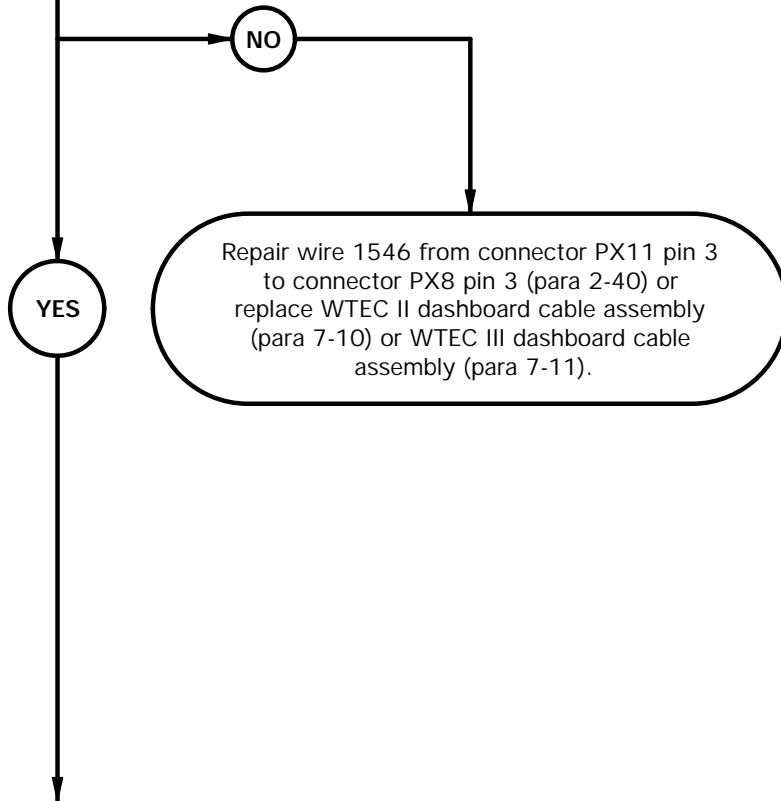 NO
YES
Repair wire 1546 from connector PX11 pin 3
to connector PX8 pin 3 (para 2-40) or
replace WTEC II dashboard cable assembly
(para 7-10) or WTEC III dashboard cable
assembly (para 7-11).